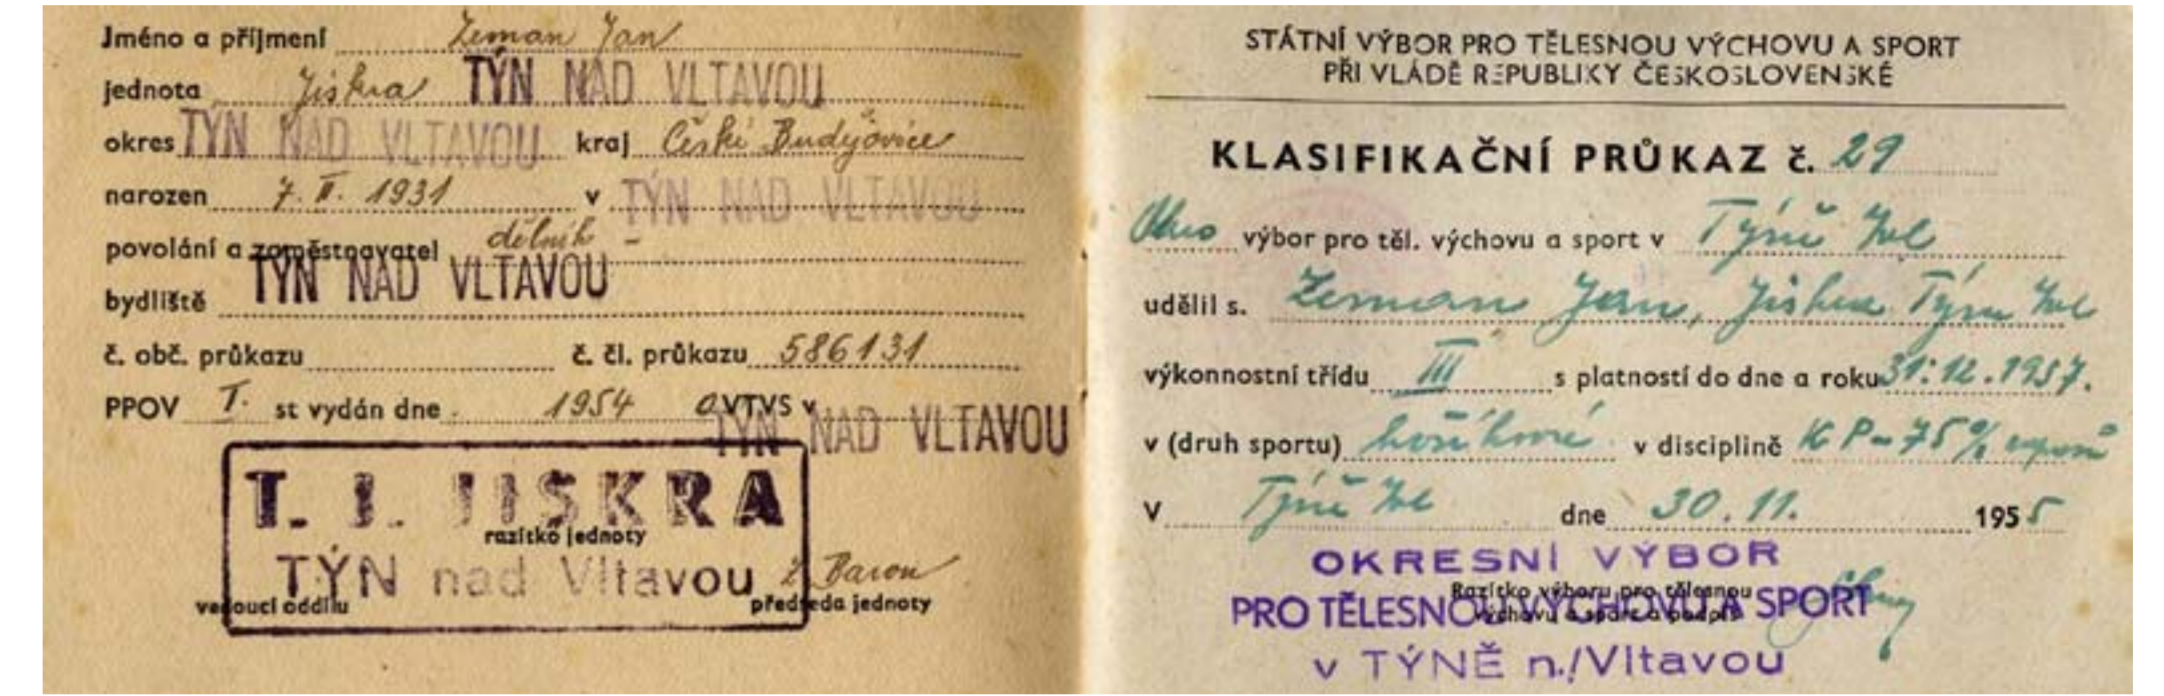 Jméno a příjmení Zeman Jan
jednota Jiskra TÝN NAD VLTAVOU
okres TÝN NAD VLTAVOU kraj České Budějovice
narozen 7. II. 1931 v TÝN NAD VLTAVOU
povolání a zaměstnavatel dělník -
bydliště TÝN NAD VLTAVOU
č. obč. průkazu č. čl. průkazu 586131
PPOV I. st vydán dne 1954 OVTVS v
TÝN NAD VLTAVOU
T. J. JISKRA
razítko jednoty
TÝN nad Vltavou Baron
vedoucí oddílu předseda jednoty
STÁTNÍ VÝBOR PRO TĚLESNOU VÝCHOVU A SPORT
PŘI VLÁDĚ REPUBLIKY ČESKOSLOVENSKÉ
KLASIFIKAČNÍ PRŮKAZ č. 29
výbor pro těl. výchovu a sport v Týně Vl
udělil s. Zeman Jan, Jiskra Týn Vl
výkonnostní třídu III s platností do dne a roku 31.12.1957.
v (druh sportu) košíková v disciplině KP-75%
V Týně Vl dne 30.11. 1955
OKRESNÍ VÝBOR
Razítko výboru pro tělesnou
PRO TĚLESNOU VÝCHOVU A SPORT
výchovu a sport a podpis
v TÝNĚ n./Vltavou